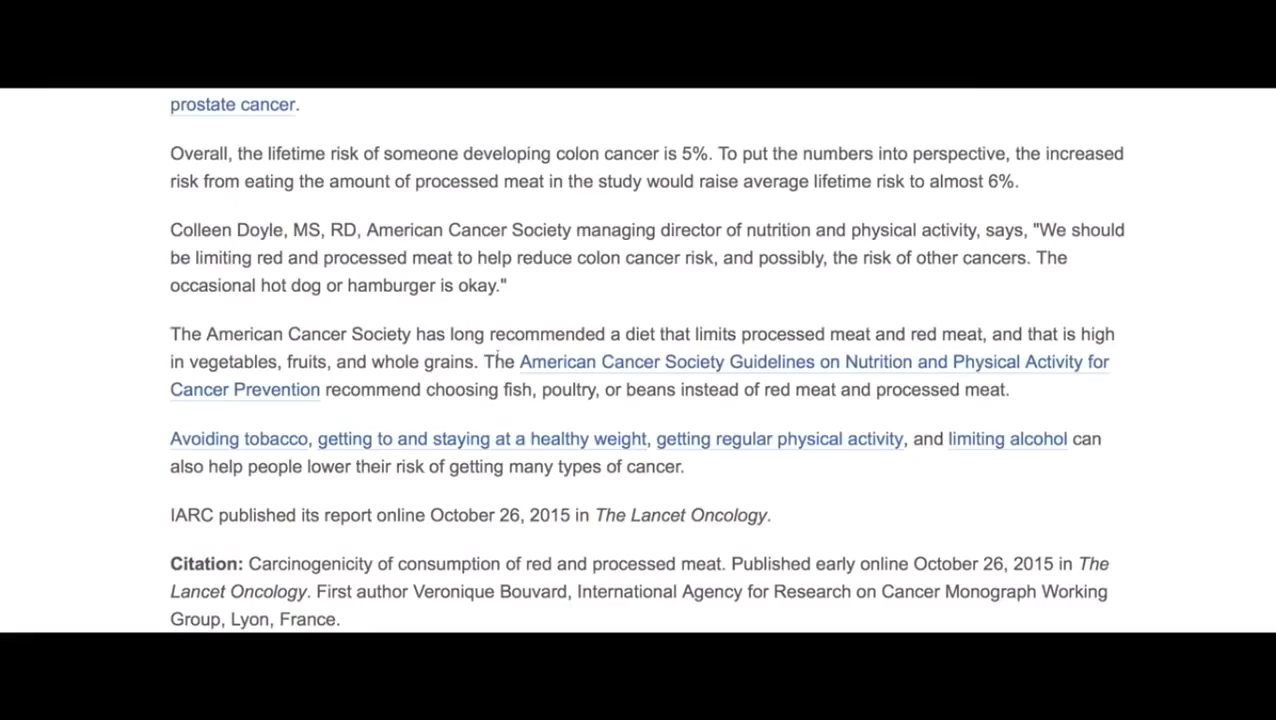 prostate cancer.
Overall, the lifetime risk of someone developing colon cancer is 5%. To put the numbers into perspective, the increased
risk from eating the amount of processed meat in the study would raise average lifetime risk to almost 6%.
Colleen Doyle, MS, RD, American Cancer Society managing director of nutrition and physical activity, says, "We should
be limiting red and processed meat to help reduce colon cancer risk, and possibly, the risk of other cancers. The
occasional hot dog or hamburger is okay."
The American Cancer Society has long recommended a diet that limits processed meat and red meat, and that is high
in vegetables, fruits, and whole grains. The American Cancer Society Guidelines on Nutrition and Physical Activity for
Cancer Prevention recommend choosing fish, poultry, or beans instead of red meat and processed meat.
Avoiding tobacco, getting to and staying at a healthy weight, getting regular physical activity, and limiting alcohol can
also help people lower their risk of getting many types of cancer.
IARC published its report online October 26, 2015 in The Lancet Oncology.
Citation: Carcinogenicity of consumption of red and processed meat. Published early online October 26, 2015 in The
Lancet Oncology. First author Veronique Bouvard, International Agency for Research on Cancer Monograph Working
Group, Lyon, France.